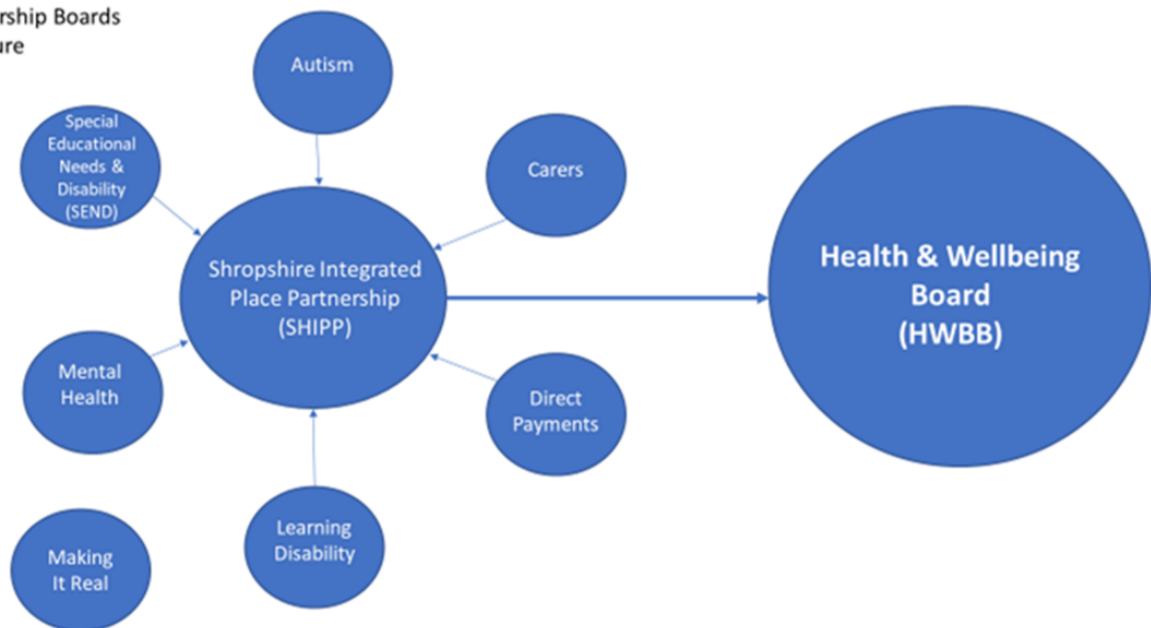 rship Boards
ure
Autism
Special
Educational
Needs &
Disability
(SEND)
Carers
Shropshire Integrated
Place Partnership
(SHIPP)
Health & Wellbeing
Board
(HWBB)
Mental
Health
Direct
Payments
Learning
Disability
Making
It Real